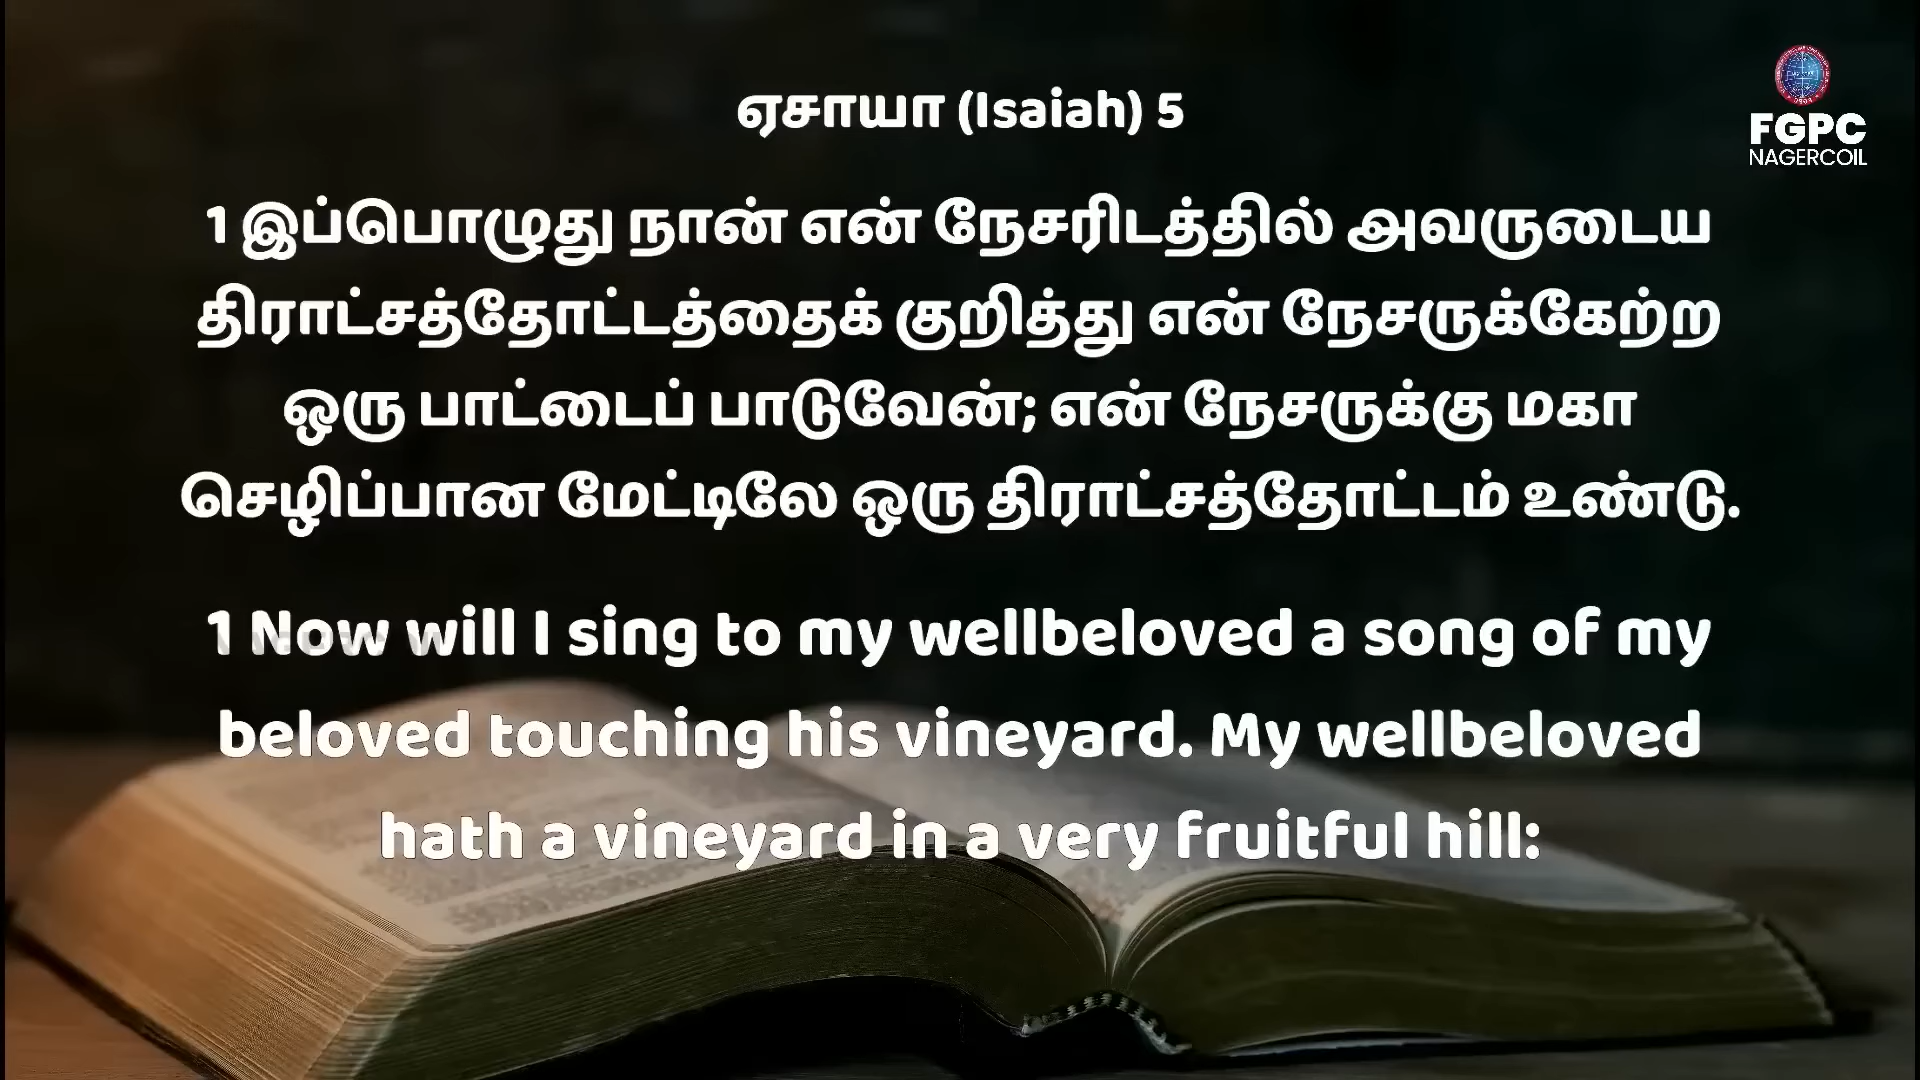 ஏசாயா (Isaiah) 5
FGPC
NAGERCOIL
1 இப்பொழுது நான் என் நேசரிடத்தில் அவருடைய
திராட்சத்தோட்டத்தைக் குறித்து என் நேசருக்கேற்ற
ஒரு பாட்டைப் பாடுவேன்; என் நேசருக்கு மகா
செழிப்பான மேட்டிலே ஒரு திராட்சத்தோட்டம் உண்டு.
1 Now will I sing to my wellbeloved a song of my
beloved touching his vineyard. My wellbeloved
hath a vineyard in a very fruitful hill: